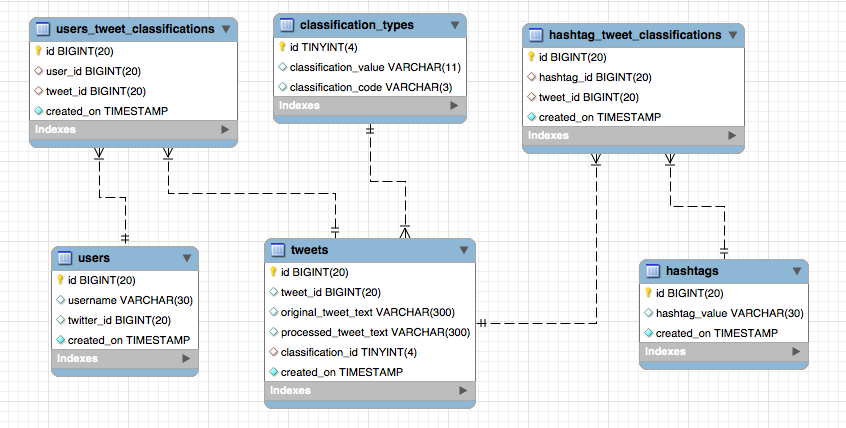 users_tweet_classifications
id BIGINT(20)
user_id BIGINT(20)
tweet_id BIGINT(20)
created_on TIMESTAMP
Indexes
classification_types
id TINYINT(4)
classification_value VARCHAR(11)
classification_code VARCHAR(3)
Indexes
hashtag_tweet_classifications
id BIGINT(20)
hashtag_id BIGINT(20)
tweet_id BIGINT(20)
created_on TIMESTAMP
Indexes
users
id BIGINT(20)
username VARCHAR(30)
twitter_id BIGINT(20)
created_on TIMESTAMP
Indexes
tweets
id BIGINT(20)
tweet_id BIGINT(20)
original_tweet_text VARCHAR(300)
processed_tweet_text VARCHAR(300)
classification_id TINYINT(4)
created_on TIMESTAMP
Indexes
hashtags
id BIGINT(20)
hashtag_value VARCHAR(30)
created_on TIMESTAMP
Indexes